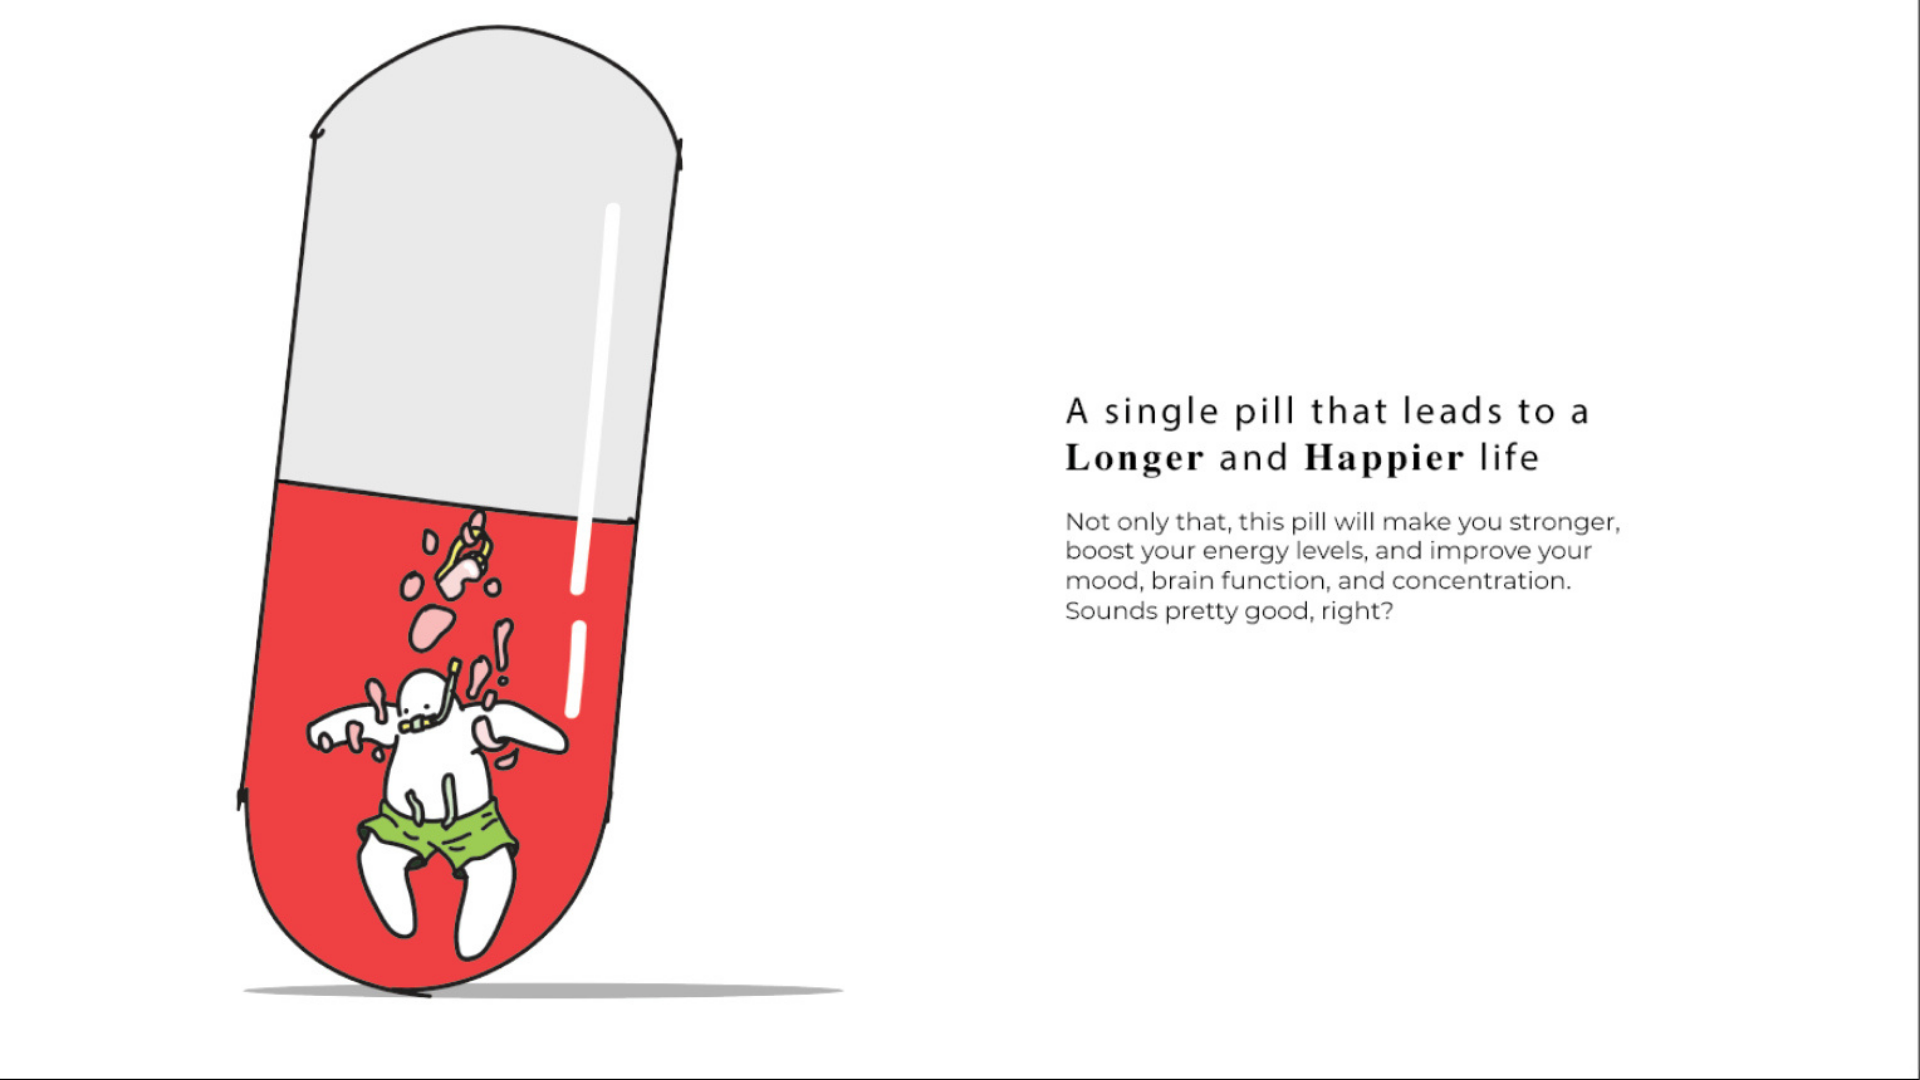 A single pill that leads to a
Longer and Happier life
Not only that, this pill will make you stronger,
boost your energy levels, and improve your
mood, brain function, and concentration.
Sounds pretty good, right?